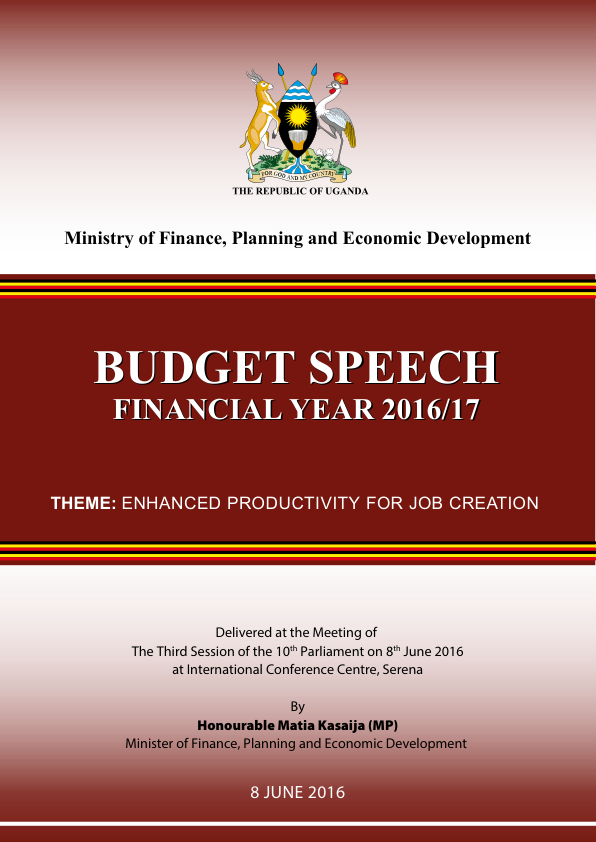 FOR GOD AND MY COUNTRY
THE REPUBLIC OF UGANDA
Ministry of Finance, Planning and Economic Development
BUDGET SPEECH
FINANCIAL YEAR 2016/17
THEME: ENHANCED PRODUCTIVITY FOR JOB CREATION
Delivered at the Meeting of
The Third Session of the 10th Parliament on 8th June 2016
at International Conference Centre, Serena
By
Honourable Matia Kasaija (MP)
Minister of Finance, Planning and Economic Development
8 JUNE 2016